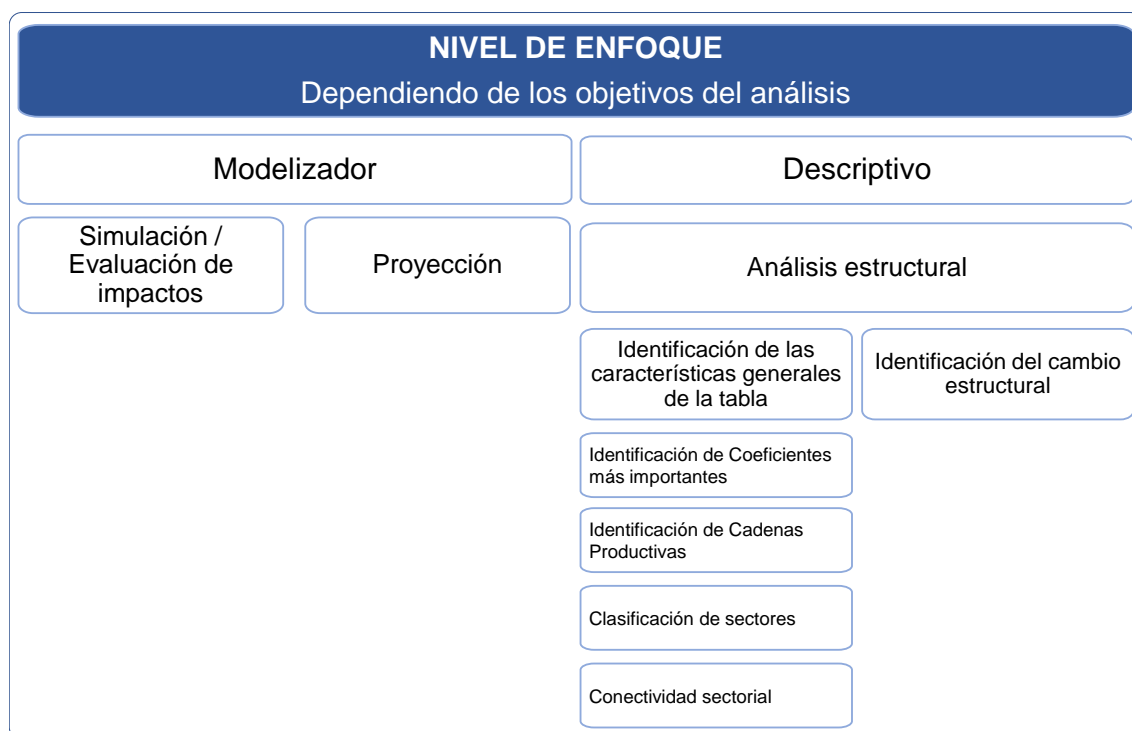 NIVEL DE ENFOQUE
Dependiendo de los objetivos del análisis
Modelizador
Descriptivo
Simulación /
Evaluación de
impactos
Proyección
Análisis estructural
Identificación de las
características generales
de la tabla
Identificación del cambio
estructural
Identificación de Coeficientes
más importantes
Identificación de Cadenas
Productivas
Clasificación de sectores
Conectividad sectorial